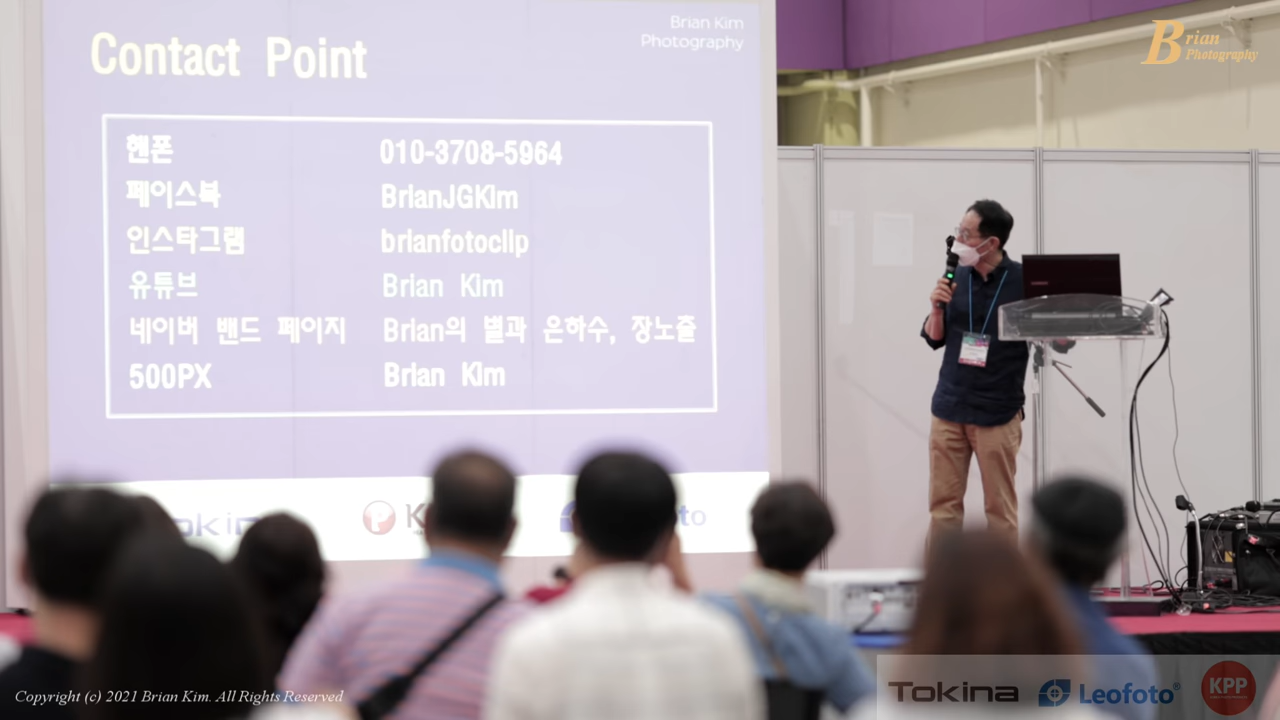 Brian Kim
Photography
Brian
Photography
Contact Point
핸폰 010-3708-5964
페이스북 BrianJGKim
인스타그램 brianfotoclip
유튜브 Brian Kim
네이버 밴드 페이지 Brian의 별과 은하수, 장노출
500PX Brian Kim
Tokina
Copyright (c) 2021 Brian Kim. All Rights Reserved
Tokina Leofoto® KPP